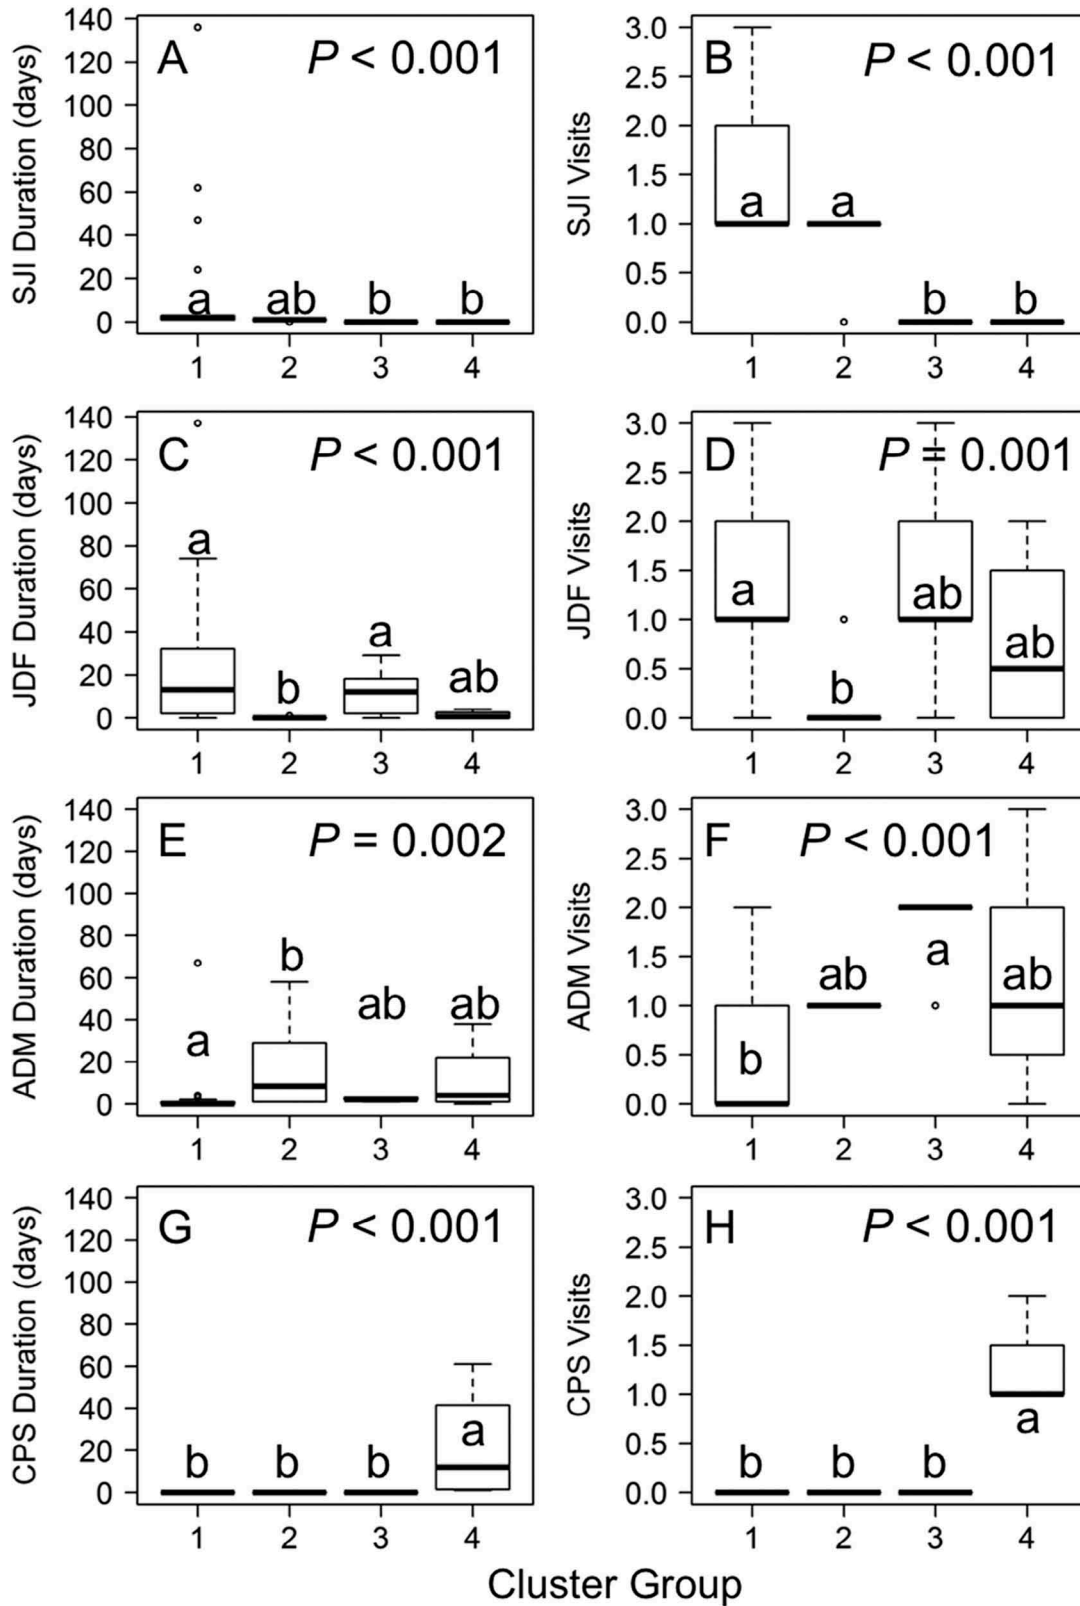 A P < 0.001
SJI Duration (days)
140
120
100
80
60
40
20
0
a ab b b
1 2 3 4
B P < 0.001
SJI Visits
3.0
2.5
2.0
1.5
1.0
0.5
0.0
a a b b
1 2 3 4
C P < 0.001
JDF Duration (days)
140
120
100
80
60
40
20
0
a b a ab
1 2 3 4
D P = 0.001
JDF Visits
3.0
2.5
2.0
1.5
1.0
0.5
0.0
a b ab ab
1 2 3 4
E P = 0.002
ADM Duration (days)
140
120
100
80
60
40
20
0
a b ab ab
1 2 3 4
F P < 0.001
ADM Visits
3.0
2.5
2.0
1.5
1.0
0.5
0.0
b ab a ab
1 2 3 4
G P < 0.001
CPS Duration (days)
140
120
100
80
60
40
20
0
b b b a
1 2 3 4
H P < 0.001
CPS Visits
3.0
2.5
2.0
1.5
1.0
0.5
0.0
b b b a
1 2 3 4
Cluster Group